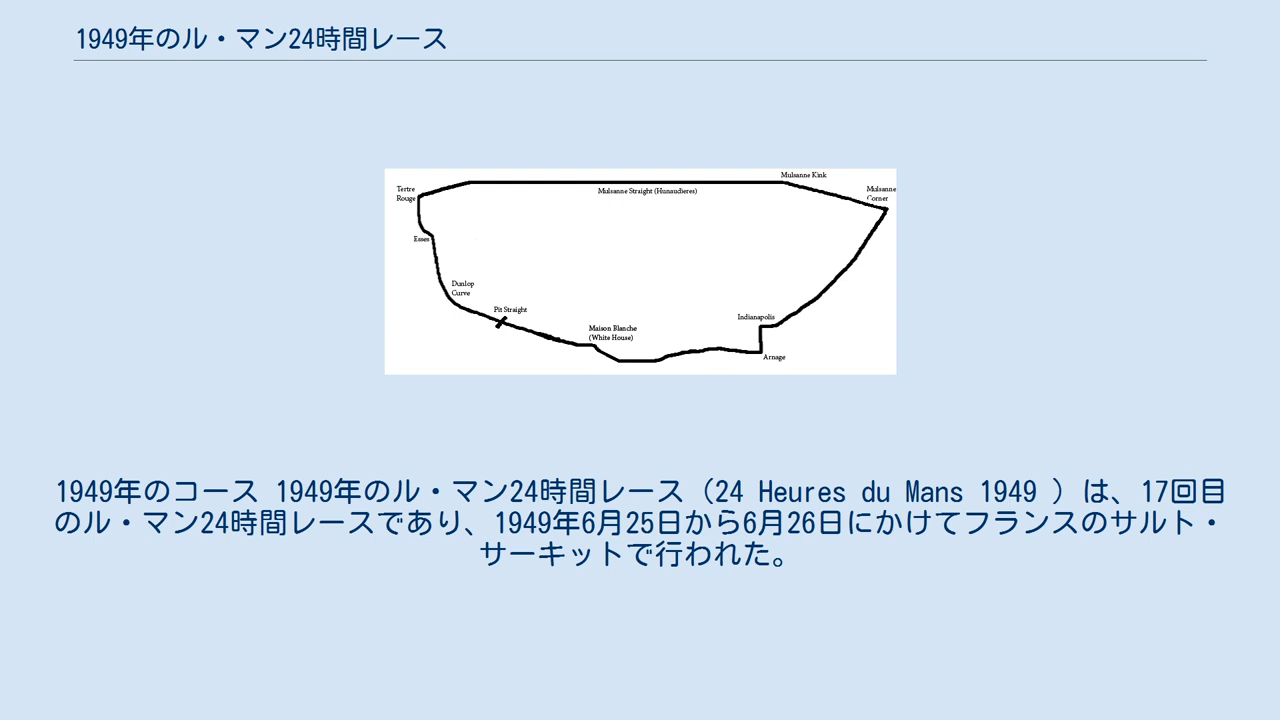 1949年のル・マン24時間レース
Mulsanne Kink
Tertre
Rouge
Mulsanne Straight (Hunaudieres)
Mulsanne
Corner
Esses
Dunlop
Curve
Pit Straight
Indianapolis
Maison Blanche
(White House)
Arnage
1949年のコース 1949年のル・マン24時間レース（24 Heures du Mans 1949 ）は、17回目
のル・マン24時間レースであり、1949年6月25日から6月26日にかけてフランスのサルト・
サーキットで行われた。